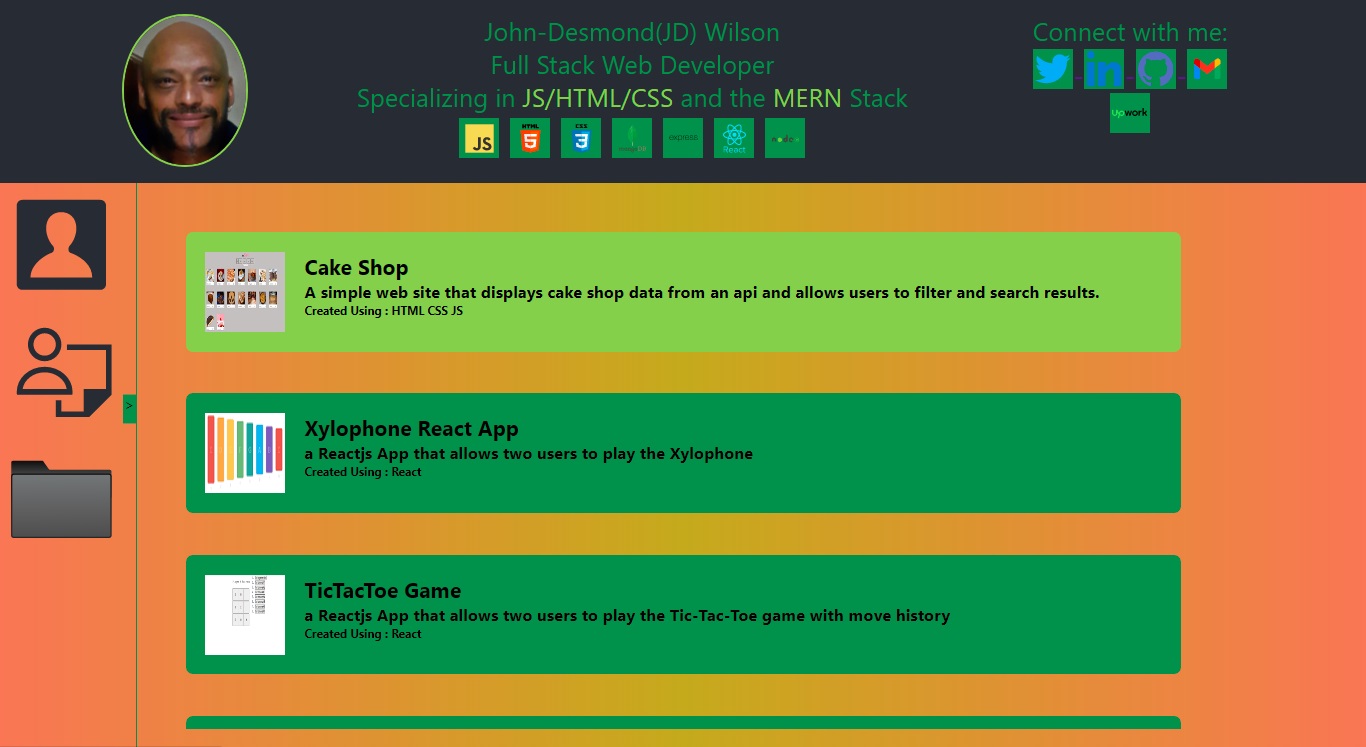 John-Desmond(JD) Wilson
Full Stack Web Developer
Specializing in JS/HTML/CSS and the MERN Stack
JS
HTML
5
CSS
3
express
React
node
Connect with me:
in
upwork
Cake Shop
A simple web site that displays cake shop data from an api and allows users to filter and search results.
Created Using : HTML CSS JS
>
Xylophone React App
a Reactjs App that allows two users to play the Xylophone
Created Using : React
TicTacToe Game
a Reactjs App that allows two users to play the Tic-Tac-Toe game with move history
Created Using : React